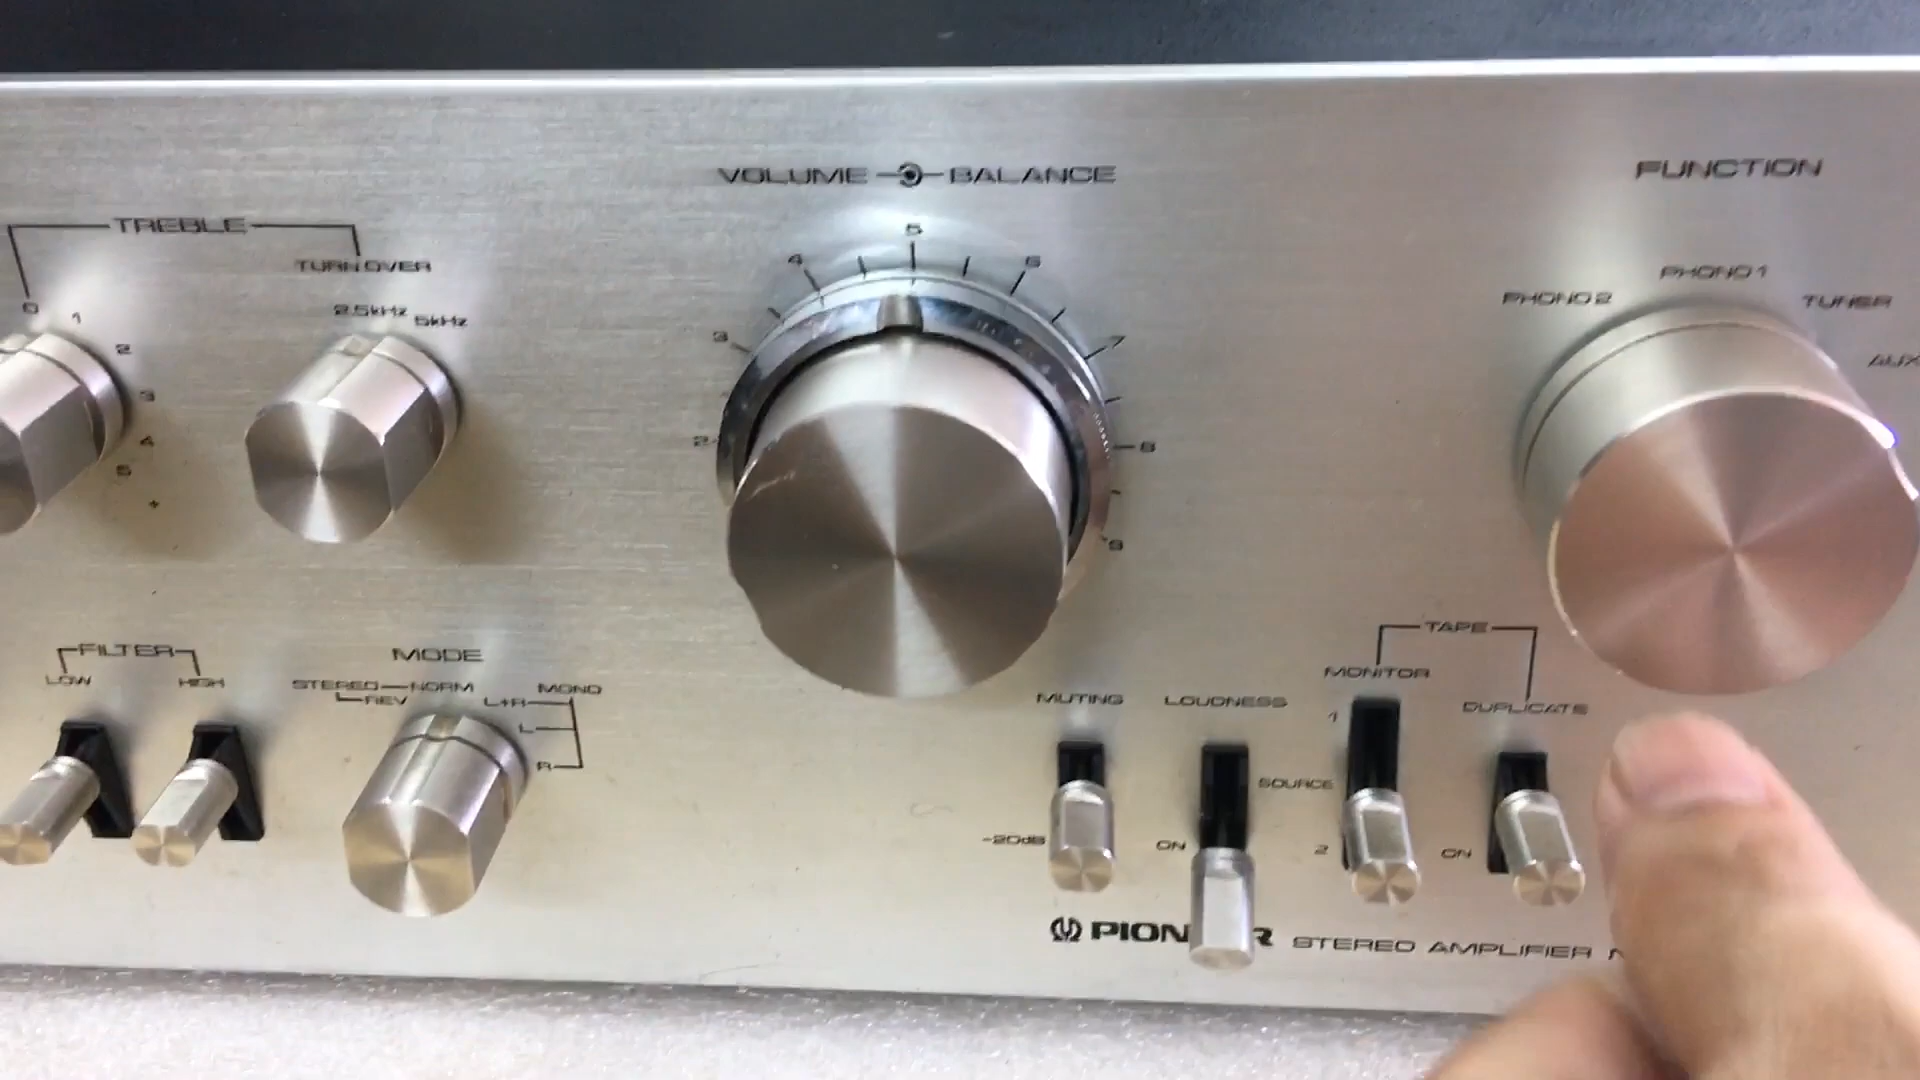 VOLUME BALANCE
FUNCTION
TREBLE
TURN OVER
0 1 2 3 4 5 +
2.5kHz 5kHz
2 3 4 5 6 7 8 9
PHONO 2 PHONO 1 TUNER AUX
FILTER
LOW HIGH
MODE
STEREO NORM
REV
MONO
L+R
L
R
MUTING
-20dB
LOUDNESS
ON
TAPE
MONITOR
1
SOURCE
2
DUPLICATE
ON
STEREO AMPLIFIER